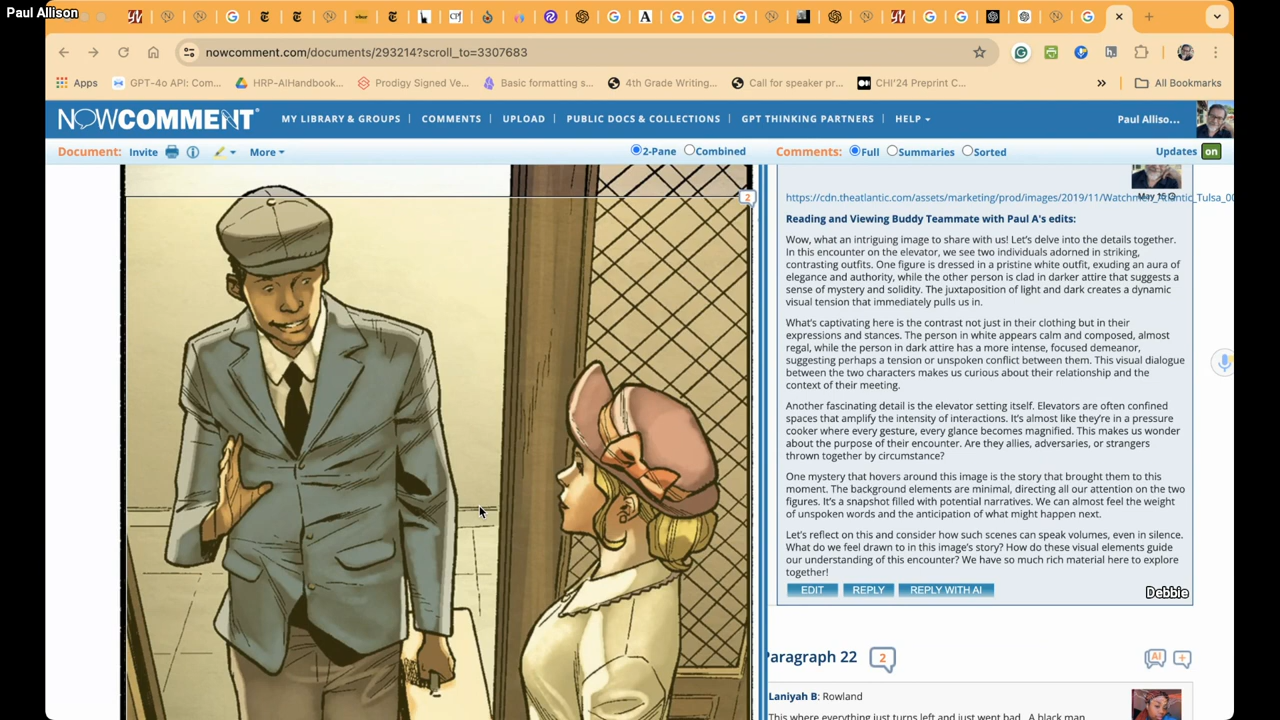 Paul Allison
nowcomment.com/documents/293214?scroll_to=3307683
Apps
GPT-4o API: Com...
HRP-AIHandbook...
Prodigy Signed Ve...
Basic formatting s...
4th Grade Writing...
Call for speaker pr...
CHI'24 Preprint C...
»
All Bookmarks
NOWCOMMENT®
MY LIBRARY & GROUPS
COMMENTS
UPLOAD
PUBLIC DOCS & COLLECTIONS
GPT THINKING PARTNERS
HELP
Paul Alliso...
Document:
Invite
More
2-Pane
Combined
Comments:
Full
Summaries
Sorted
Updates
on
2
https://cdn.theatlantic.com/assets/marketing/prod/images/2019/11/Watchmen_Atlantic_Tulsa_00
Reading and Viewing Buddy Teammate with Paul A's edits:
Wow, what an intriguing image to share with us! Let's delve into the details together.
In this encounter on the elevator, we see two individuals adorned in striking,
contrasting outfits. One figure is dressed in a pristine white outfit, exuding an aura of
elegance and authority, while the other person is clad in darker attire that suggests a
sense of mystery and solidity. The juxtaposition of light and dark creates a dynamic
visual tension that immediately pulls us in.
What's captivating here is the contrast not just in their clothing but in their
expressions and stances. The person in white appears calm and composed, almost
regal, while the person in dark attire has a more intense, focused demeanor,
suggesting perhaps a tension or unspoken conflict between them. This visual dialogue
between the two characters makes us curious about their relationship and the
context of their meeting.
Another fascinating detail is the elevator setting itself. Elevators are often confined
spaces that amplify the intensity of interactions. It's almost like they're in a pressure
cooker where every gesture, every glance becomes magnified. This makes us wonder
about the purpose of their encounter. Are they allies, adversaries, or strangers
thrown together by circumstance?
One mystery that hovers around this image is the story that brought them to this
moment. The background elements are minimal, directing all our attention on the two
figures. It's a snapshot filled with potential narratives. We can almost feel the weight
of unspoken words and the anticipation of what might happen next.
Let's reflect on this and consider how such scenes can speak volumes, even in silence.
What do we feel drawn to in this image's story? How do these visual elements guide
our understanding of this encounter? We have so much rich material here to explore
together!
EDIT
REPLY
REPLY WITH AI
Debbie
Paragraph 22
2
AI
+
Laniyah B: Rowland
This where everything just turns left and just went bad. A black man